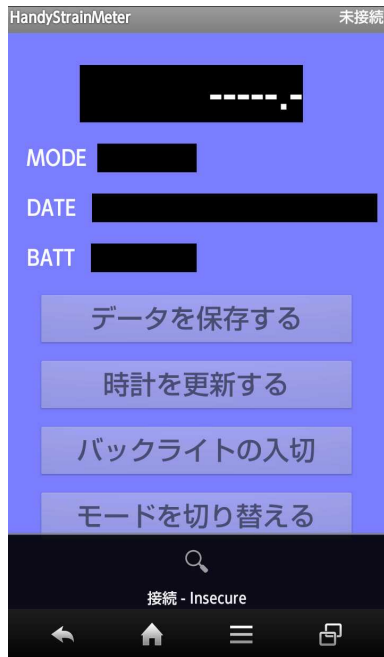 HandyStrainMeter 未接続
-----.-
MODE
DATE
BATT
データを保存する
時計を更新する
バックライトの入切
モードを切り替える
接続 - Insecure